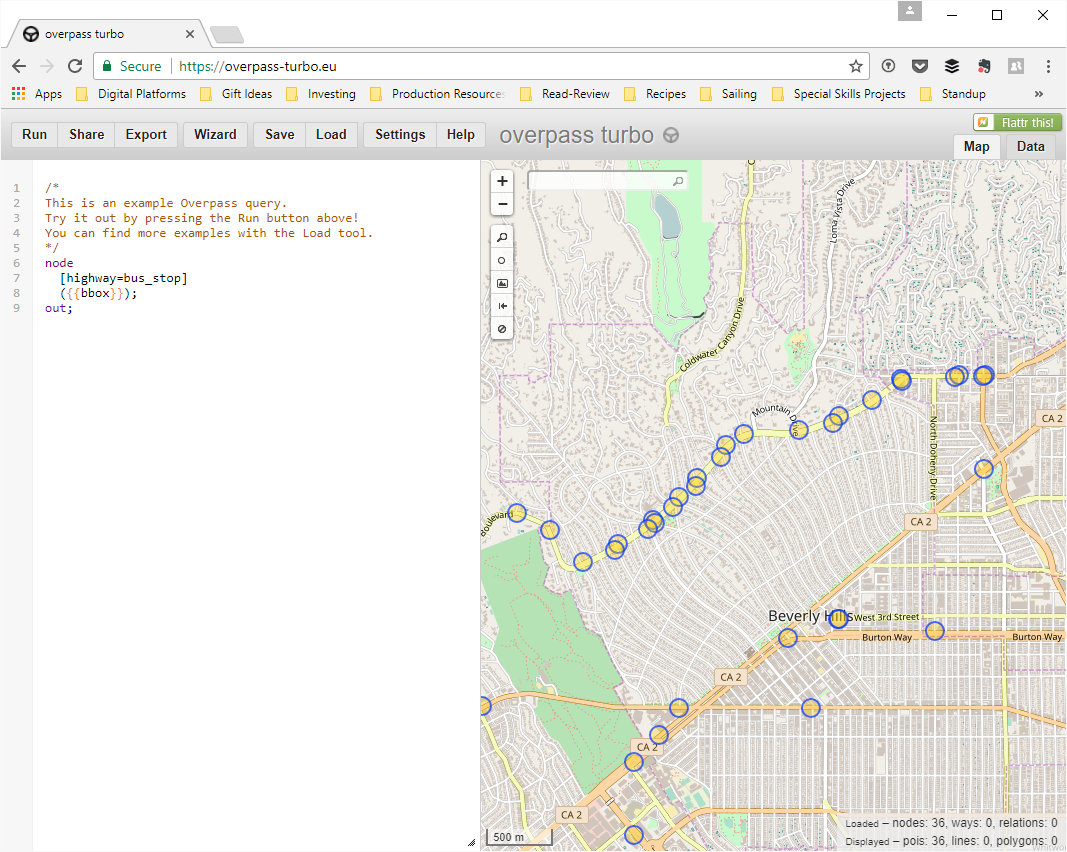 overpass turbo
Secure https://overpass-turbo.eu
Apps Digital Platforms Gift Ideas Investing Production Resources Read-Review Recipes Sailing Special Skills Projects Standup »
Flattr this!
Run Share Export Wizard Save Load Settings Help overpass turbo
Map Data
1 /*
2 This is an example Overpass query.
3 Try it out by pressing the Run button above!
4 You can find more examples with the Load tool.
5 */
6 node
7 [highway=bus_stop]
8 ({{bbox}});
9 out;
+
−
Loma Vista Drive
Coldwater Canyon Drive
Mountain Drive
CA 2
North Doheny Drive
Boulevard
CA 2
Beverly Hills
West 3rd Street
Burton Way
Burton Way
CA 2
CA 2
CA 2
500 m
Loaded – nodes: 36, ways: 0, relations: 0
Displayed – pois: 36, lines: 0, polygons: 0